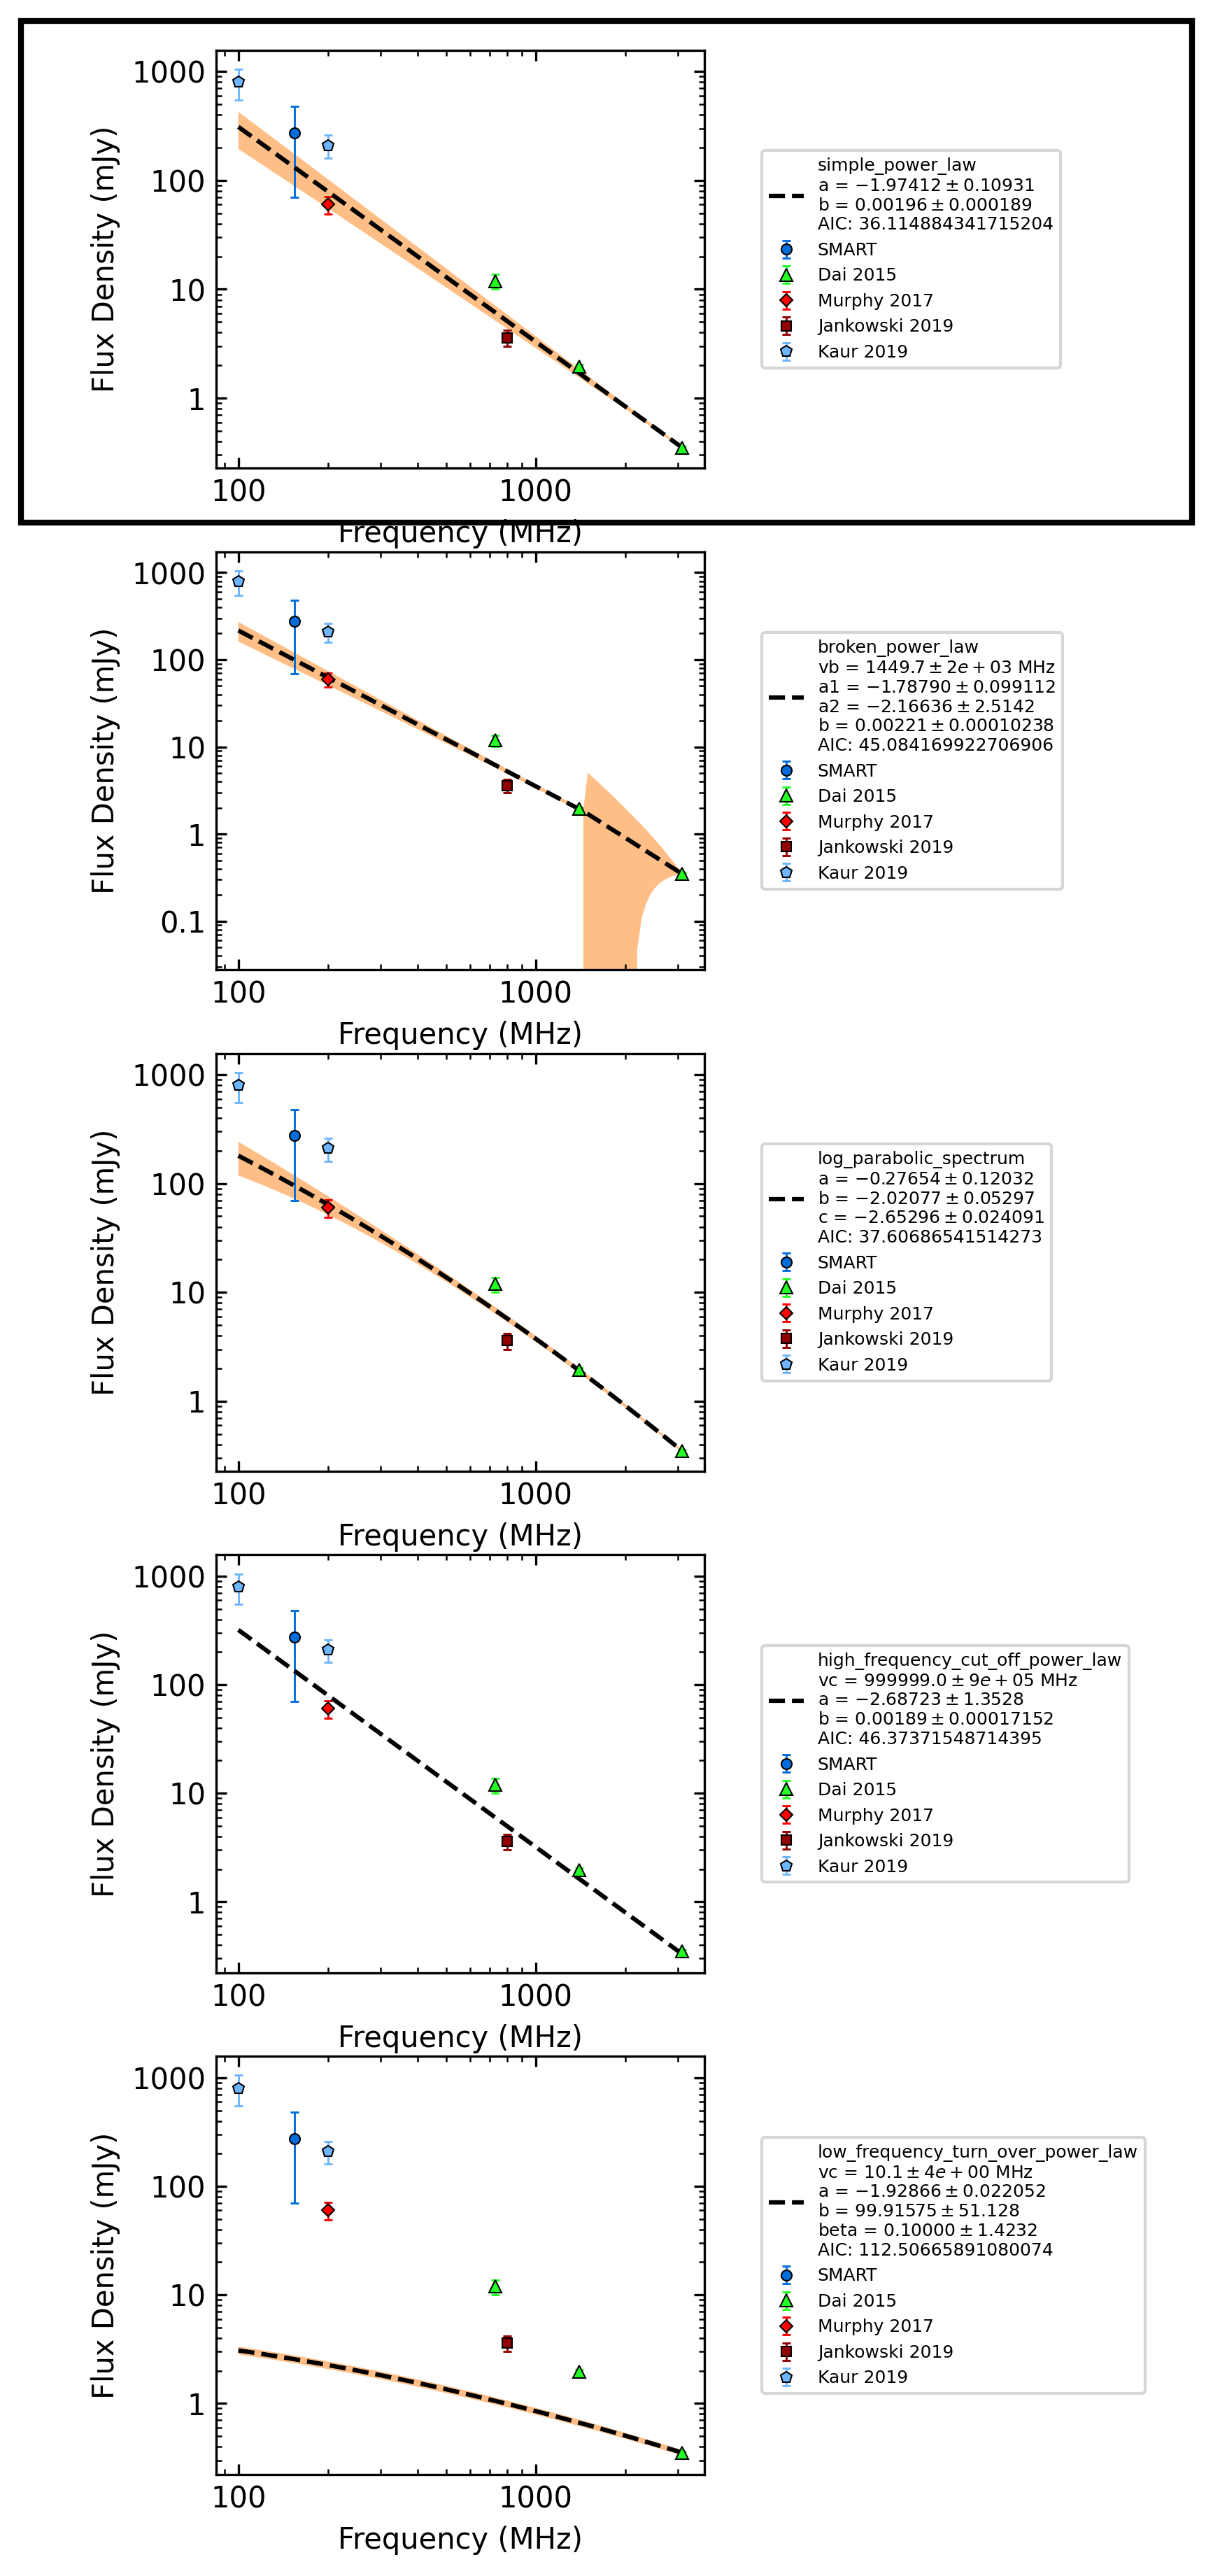 1000
100
10
1
Flux Density (mJy)
100
1000
Frequency (MHz)
simple_power_law
a = −1.97412 ± 0.10931
b = 0.00196 ± 0.000189
AIC: 36.114884341715204
SMART
Dai 2015
Murphy 2017
Jankowski 2019
Kaur 2019
1000
100
10
1
0.1
Flux Density (mJy)
100
1000
Frequency (MHz)
broken_power_law
vb = 1449.7 ± 2e + 03 MHz
a1 = −1.78790 ± 0.099112
a2 = −2.16636 ± 2.5142
b = 0.00221 ± 0.00010238
AIC: 45.084169922706906
SMART
Dai 2015
Murphy 2017
Jankowski 2019
Kaur 2019
1000
100
10
1
Flux Density (mJy)
100
1000
Frequency (MHz)
log_parabolic_spectrum
a = −0.27654 ± 0.12032
b = −2.02077 ± 0.05297
c = −2.65296 ± 0.024091
AIC: 37.60686541514273
SMART
Dai 2015
Murphy 2017
Jankowski 2019
Kaur 2019
1000
100
10
1
Flux Density (mJy)
100
1000
Frequency (MHz)
high_frequency_cut_off_power_law
vc = 999999.0 ± 9e + 05 MHz
a = −2.68723 ± 1.3528
b = 0.00189 ± 0.00017152
AIC: 46.37371548714395
SMART
Dai 2015
Murphy 2017
Jankowski 2019
Kaur 2019
1000
100
10
1
Flux Density (mJy)
100
1000
Frequency (MHz)
low_frequency_turn_over_power_law
vc = 10.1 ± 4e + 00 MHz
a = −1.92866 ± 0.022052
b = 99.91575 ± 51.128
beta = 0.10000 ± 1.4232
AIC: 112.50665891080074
SMART
Dai 2015
Murphy 2017
Jankowski 2019
Kaur 2019